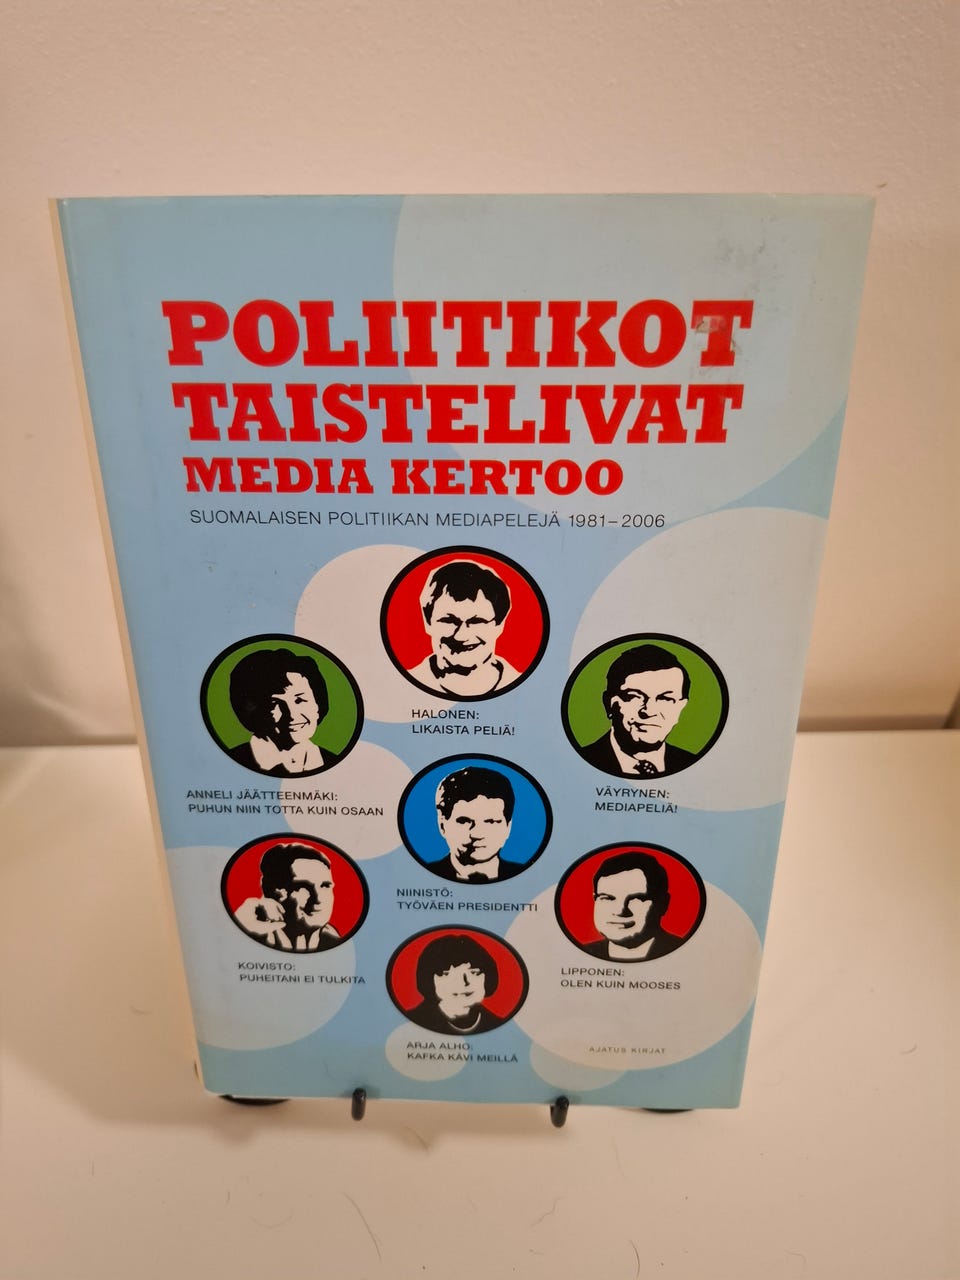 POLIITIKOT
TAISTELIVAT
MEDIA KERTOO
SUOMALAISEN POLITIIKAN MEDIAPELEJÄ 1981–2006
HALONEN:
LIKAISTA PELIÄ!
ANNELI JÄÄTTEENMÄKI:
PUHUN NIIN TOTTA KUIN OSAAN
VÄYRYNEN:
MEDIAPELIÄ!
NIINISTÖ:
TYÖVÄEN PRESIDENTTI
KOIVISTO:
PUHEITANI EI TULKITA
LIPPONEN:
OLEN KUIN MOOSES
ARJA ALHO:
KAFKA KÄVI MEILLÄ
AJATUS KIRJAT